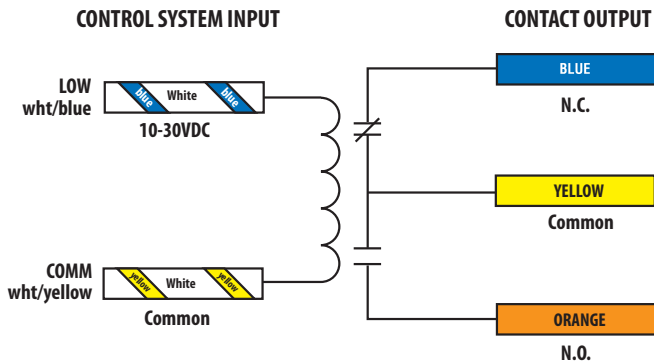 CONTROL SYSTEM INPUT
CONTACT OUTPUT
LOW
wht/blue
blue White blue
10-30VDC
BLUE
N.C.
YELLOW
Common
COMM
wht/yellow
yellow White yellow
Common
ORANGE
N.O.